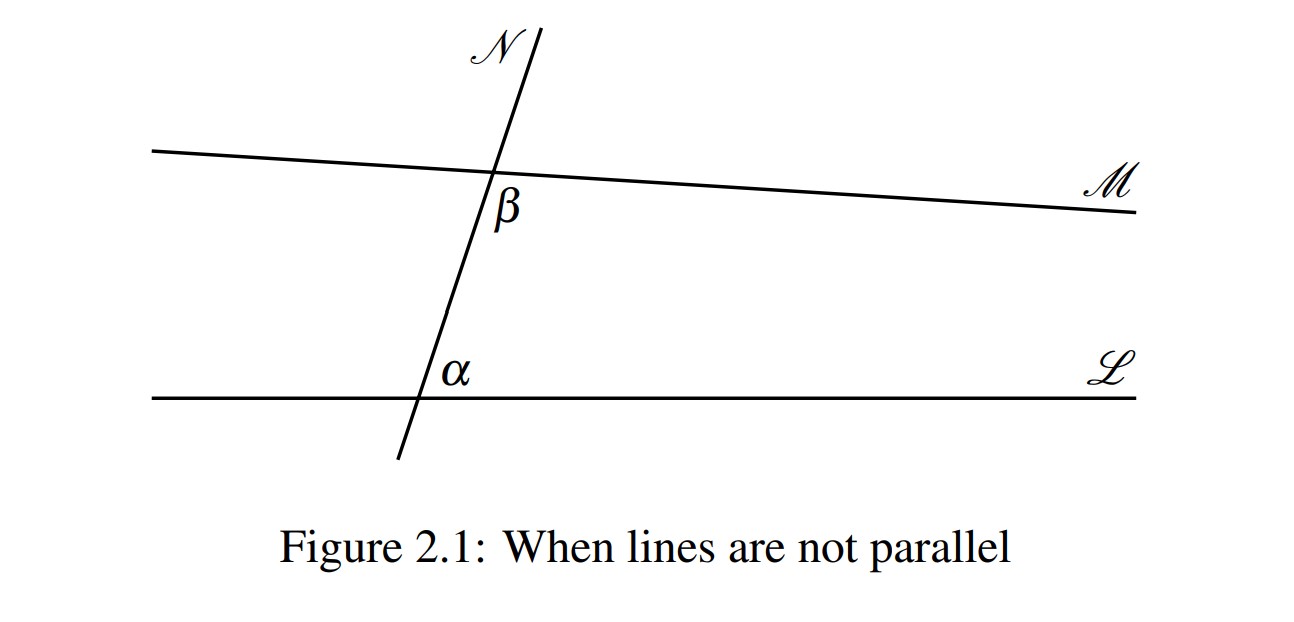 𝒩
ℳ
β
ℒ
α
Figure 2.1: When lines are not parallel